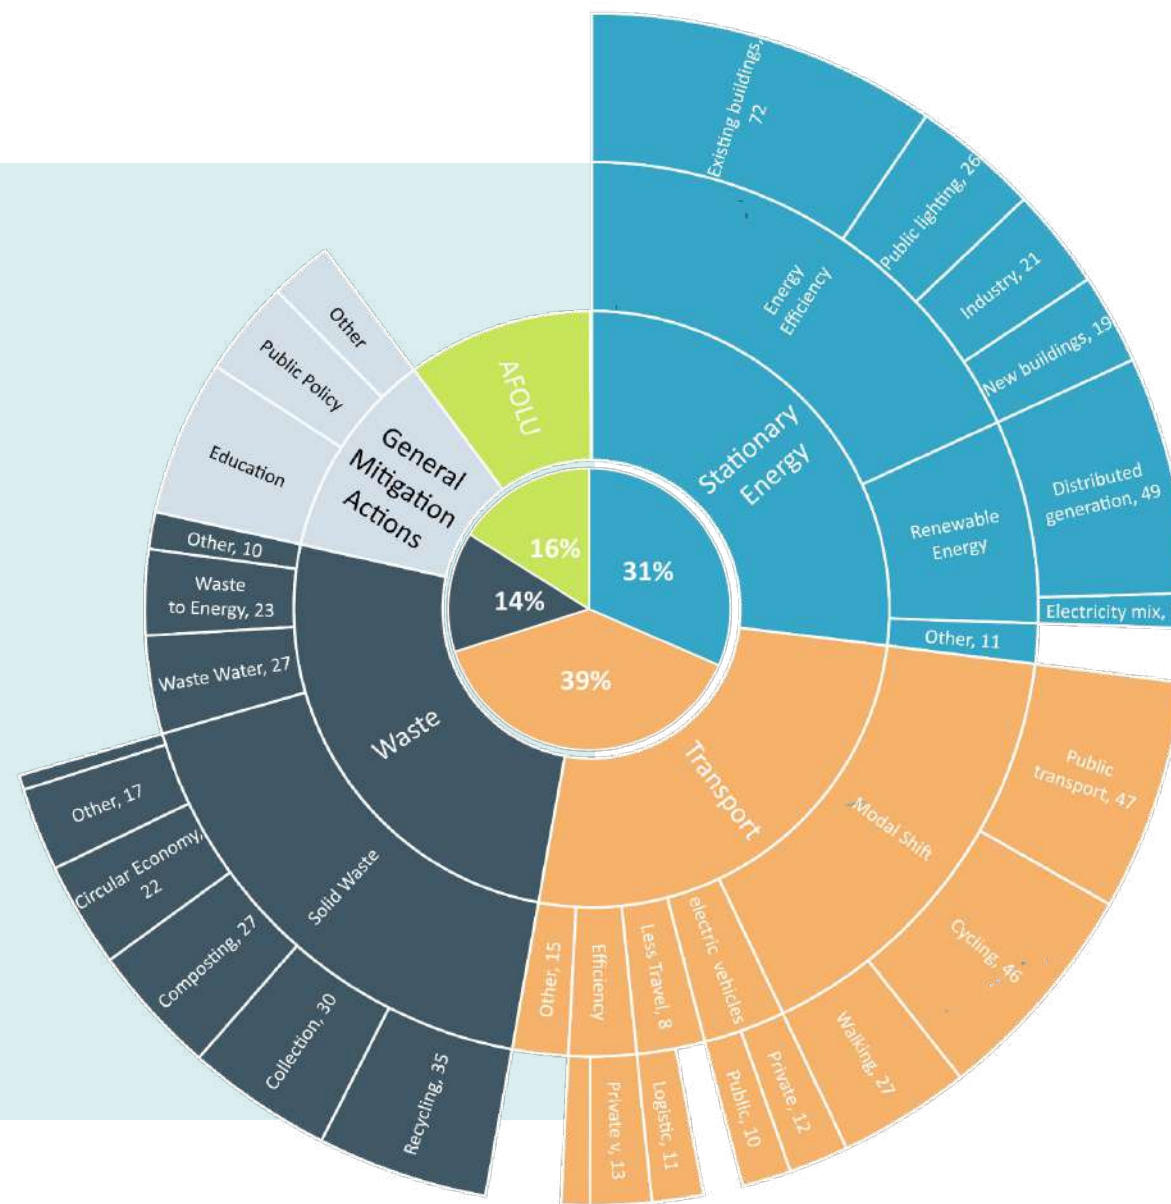 31%
39%
14%
16%
Stationary
Energy
Energy
Efficiency
Existing buildings,
72
Public lighting, 26
Industry, 21
New buildings, 19
Renewable
Energy
Distributed
generation, 49
Electricity mix,
Other, 11
Transport
Modal Shift
Public
transport, 47
Cycling, 46
Walking, 27
electric vehicles
Private, 12
Public, 10
Less Travel, 8
Logistic, 11
Efficiency
Private v, 13
Other, 15
Waste
Solid Waste
Recycling, 35
Collection, 30
Composting, 27
Circular Economy,
22
Other, 17
Waste Water, 27
Waste
to Energy, 23
Other, 10
General
Mitigation
Actions
Education
Public Policy
Other
AFOLU